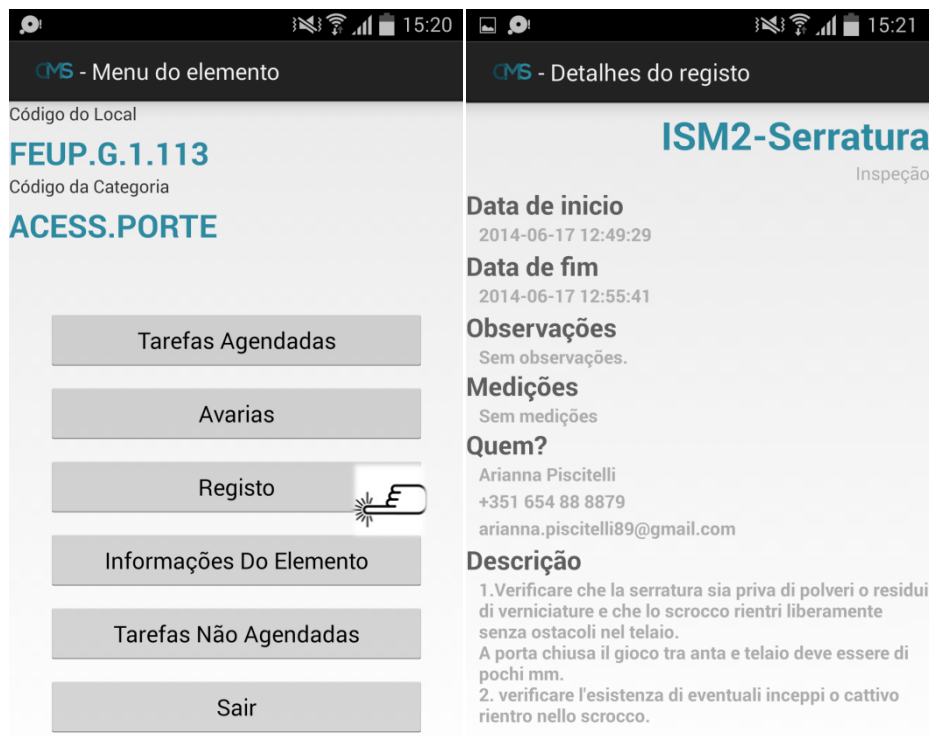 15:20
CMS - Menu do elemento
Código do Local
FEUP.G.1.113
Código da Categoria
ACESS.PORTE
Tarefas Agendadas
Avarias
Registo
Informações Do Elemento
Tarefas Não Agendadas
Sair
15:21
CMS - Detalhes do registo
ISM2-Serratura
Inspeção
Data de inicio
2014-06-17 12:49:29
Data de fim
2014-06-17 12:55:41
Observações
Sem observações.
Medições
Sem medições
Quem?
Arianna Piscitelli
+351 654 88 8879
arianna.piscitelli89@gmail.com
Descrição
1.Verificare che la serratura sia priva di polveri o residui
di verniciature e che lo scrocco rientri liberamente
senza ostacoli nel telaio.
A porta chiusa il gioco tra anta e telaio deve essere di
pochi mm.
2. verificare l'esistenza di eventuali inceppi o cattivo
rientro nello scrocco.